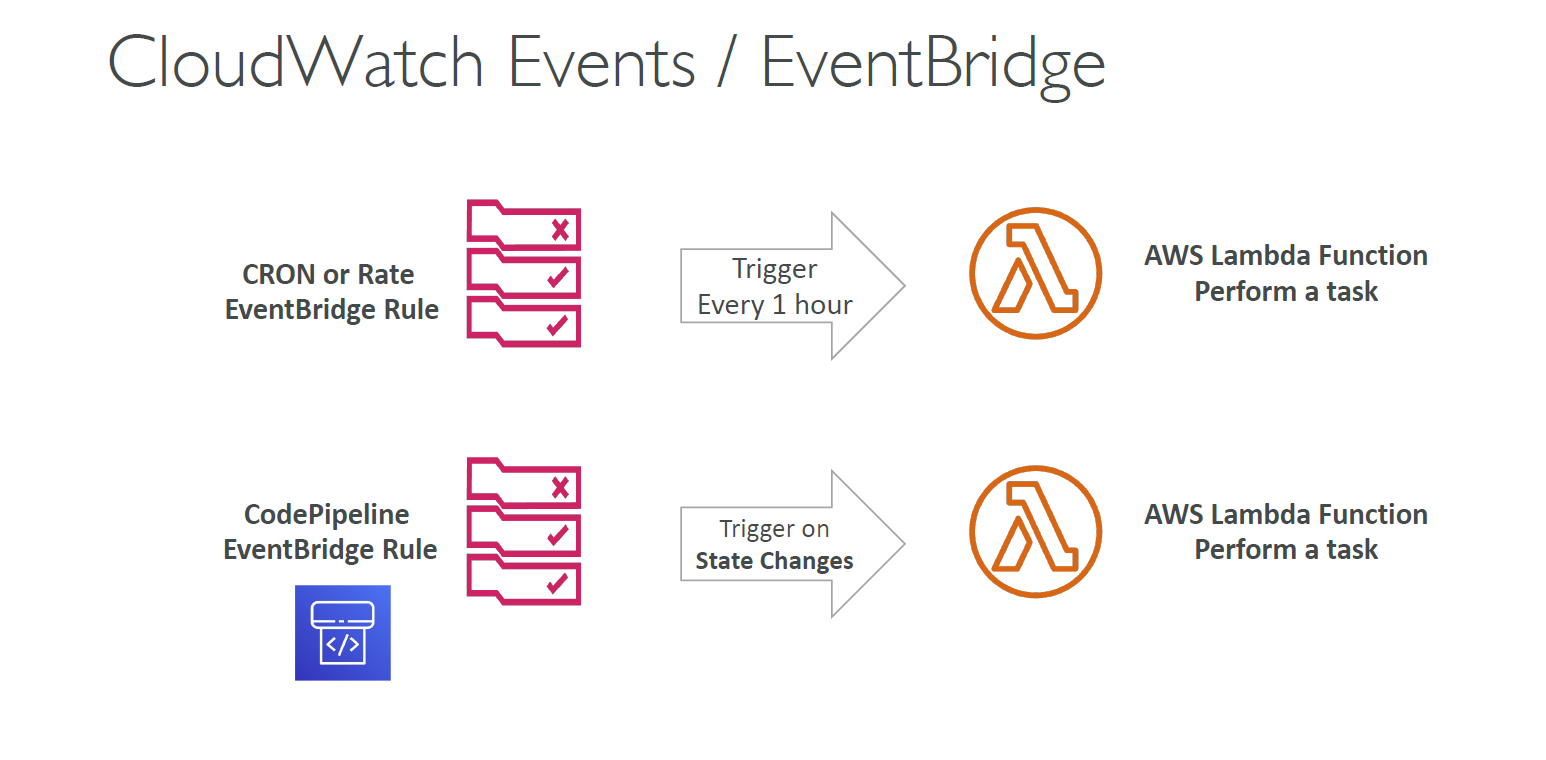 CloudWatch Events / EventBridge
CRON or Rate
EventBridge Rule
Trigger
Every 1 hour
AWS Lambda Function
Perform a task
CodePipeline
EventBridge Rule
Trigger on
State Changes
AWS Lambda Function
Perform a task